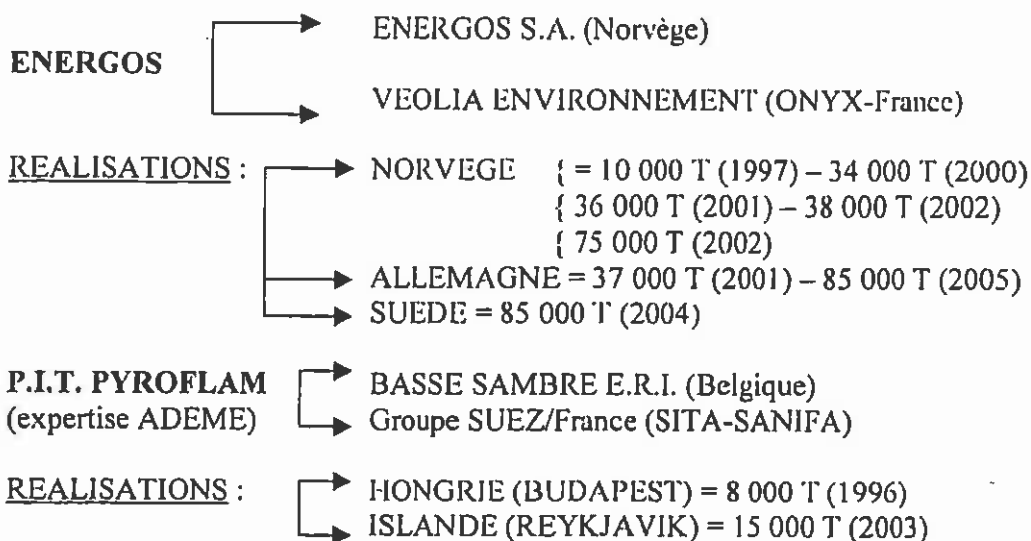 ENERGOS S.A. (Norvège)
ENERGOS
VEOLIA ENVIRONNEMENT (ONYX-France)
REALISATIONS : NORVEGE { = 10 000 T (1997) – 34 000 T (2000)
{ 36 000 T (2001) – 38 000 T (2002)
{ 75 000 T (2002)
ALLEMAGNE = 37 000 T (2001) – 85 000 T (2005)
SUEDE = 85 000 T (2004)
P.I.T. PYROFLAM BASSE SAMBRE E.R.I. (Belgique)
(expertise ADEME) Groupe SUEZ/France (SITA-SANIFA)
REALISATIONS : HONGRIE (BUDAPEST) = 8 000 T (1996)
ISLANDE (REYKJAVIK) = 15 000 T (2003)